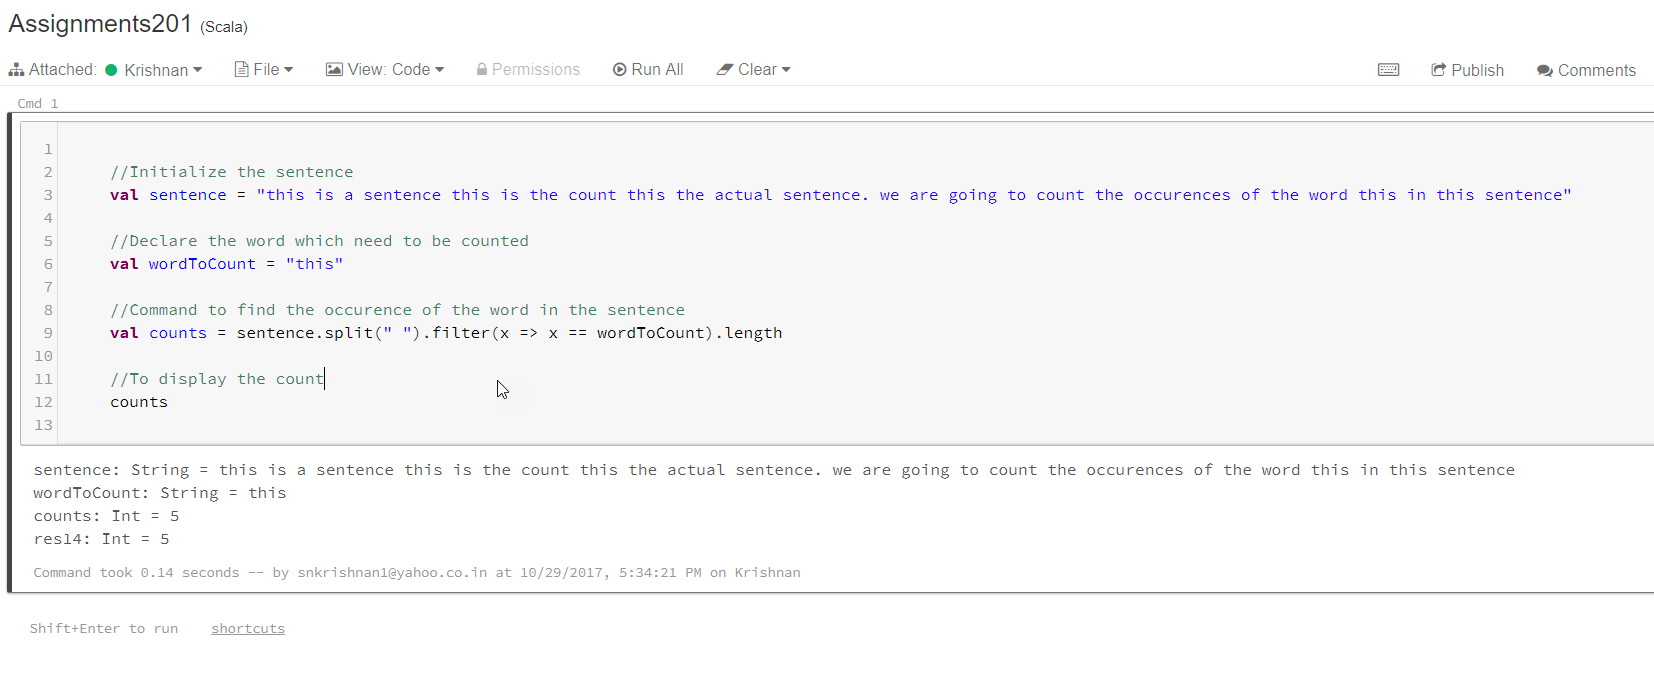 Assignments201 (Scala)
Attached: Krishnan File View: Code Permissions Run All Clear Publish Comments
Cmd 1
1
2 //Initialize the sentence
3 val sentence = "this is a sentence this is the count this the actual sentence. we are going to count the occurences of the word this in this sentence"
4
5 //Declare the word which need to be counted
6 val wordToCount = "this"
7
8 //Command to find the occurence of the word in the sentence
9 val counts = sentence.split(" ").filter(x => x == wordToCount).length
10
11 //To display the count
12 counts
13
sentence: String = this is a sentence this is the count this the actual sentence. we are going to count the occurences of the word this in this sentence
wordToCount: String = this
counts: Int = 5
res14: Int = 5
Command took 0.14 seconds -- by snkrishnan1@yahoo.co.in at 10/29/2017, 5:34:21 PM on Krishnan
Shift+Enter to run shortcuts